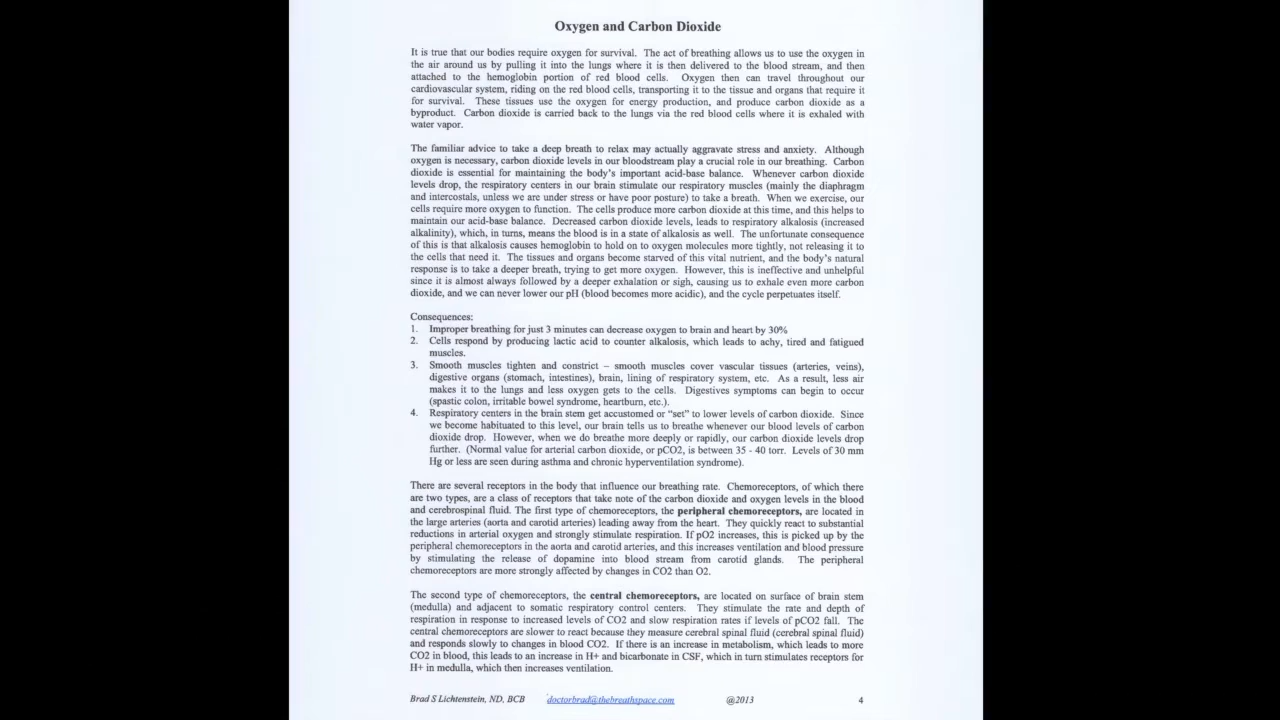 Oxygen and Carbon Dioxide
It is true that our bodies require oxygen for survival. The act of breathing allows us to use the oxygen in
the air around us by pulling it into the lungs where it is then delivered to the blood stream, and then
attached to the hemoglobin portion of red blood cells. Oxygen then can travel throughout our
cardiovascular system, riding on the red blood cells, transporting it to the tissue and organs that require it
for survival. These tissues use the oxygen for energy production, and produce carbon dioxide as a
byproduct. Carbon dioxide is carried back to the lungs via the red blood cells where it is exhaled with
water vapor.
The familiar advice to take a deep breath to relax may actually aggravate stress and anxiety. Although
oxygen is necessary, carbon dioxide levels in our bloodstream play a crucial role in our breathing. Carbon
dioxide is essential for maintaining the body's important acid-base balance. Whenever carbon dioxide
levels drop, the respiratory centers in our brain stimulate our respiratory muscles (mainly the diaphragm
and intercostals, unless we are under stress or have poor posture) to take a breath. When we exercise, our
cells require more oxygen to function. The cells produce more carbon dioxide at this time, and this helps to
maintain our acid-base balance. Decreased carbon dioxide levels, leads to respiratory alkalosis (increased
alkalinity), which, in turns, means the blood is in a state of alkalosis as well. The unfortunate consequence
of this is that alkalosis causes hemoglobin to hold on to oxygen molecules more tightly, not releasing it to
the cells that need it. The tissues and organs become starved of this vital nutrient, and the body's natural
response is to take a deeper breath, trying to get more oxygen. However, this is ineffective and unhelpful
since it is almost always followed by a deeper exhalation or sigh, causing us to exhale even more carbon
dioxide, and we can never lower our pH (blood becomes more acidic), and the cycle perpetuates itself.
Consequences:
1. Improper breathing for just 3 minutes can decrease oxygen to brain and heart by 30%
2. Cells respond by producing lactic acid to counter alkalosis, which leads to achy, tired and fatigued
muscles.
3. Smooth muscles tighten and constrict – smooth muscles cover vascular tissues (arteries, veins),
digestive organs (stomach, intestines), brain, lining of respiratory system, etc. As a result, less air
makes it to the lungs and less oxygen gets to the cells. Digestives symptoms can begin to occur
(spastic colon, irritable bowel syndrome, heartburn, etc.).
4. Respiratory centers in the brain stem get accustomed or "set" to lower levels of carbon dioxide. Since
we become habituated to this level, our brain tells us to breathe whenever our blood levels of carbon
dioxide drop. However, when we do breathe more deeply or rapidly, our carbon dioxide levels drop
further. (Normal value for arterial carbon dioxide, or pCO2, is between 35 - 40 torr. Levels of 30 mm
Hg or less are seen during asthma and chronic hyperventilation syndrome).
There are several receptors in the body that influence our breathing rate. Chemoreceptors, of which there
are two types, are a class of receptors that take note of the carbon dioxide and oxygen levels in the blood
and cerebrospinal fluid. The first type of chemoreceptors, the peripheral chemoreceptors, are located in
the large arteries (aorta and carotid arteries) leading away from the heart. They quickly react to substantial
reductions in arterial oxygen and strongly stimulate respiration. If pO2 increases, this is picked up by the
peripheral chemoreceptors in the aorta and carotid arteries, and this increases ventilation and blood pressure
by stimulating the release of dopamine into blood stream from carotid glands. The peripheral
chemoreceptors are more strongly affected by changes in CO2 than O2.
The second type of chemoreceptors, the central chemoreceptors, are located on surface of brain stem
(medulla) and adjacent to somatic respiratory control centers. They stimulate the rate and depth of
respiration in response to increased levels of CO2 and slow respiration rates if levels of pCO2 fall. The
central chemoreceptors are slower to react because they measure cerebral spinal fluid (cerebral spinal fluid)
and responds slowly to changes in blood CO2. If there is an increase in metabolism, which leads to more
CO2 in blood, this leads to an increase in H+ and bicarbonate in CSF, which in turn stimulates receptors for
H+ in medulla, which then increases ventilation.
Brad S Lichtenstein, ND, BCB doctorbrad@thebreathspace.com @2013 4